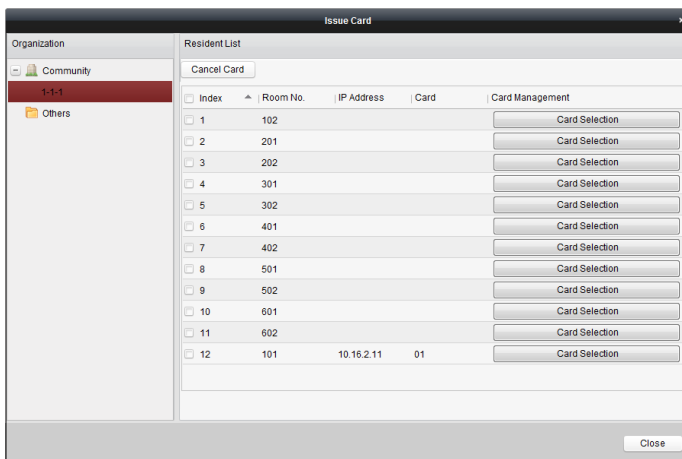 Issue Card
Organization
Resident List
Community
1-1-1
Others
Cancel Card
Index Room No. IP Address Card Card Management
1 102 Card Selection
2 201 Card Selection
3 202 Card Selection
4 301 Card Selection
5 302 Card Selection
6 401 Card Selection
7 402 Card Selection
8 501 Card Selection
9 502 Card Selection
10 601 Card Selection
11 602 Card Selection
12 101 10.16.2.11 01 Card Selection
Close